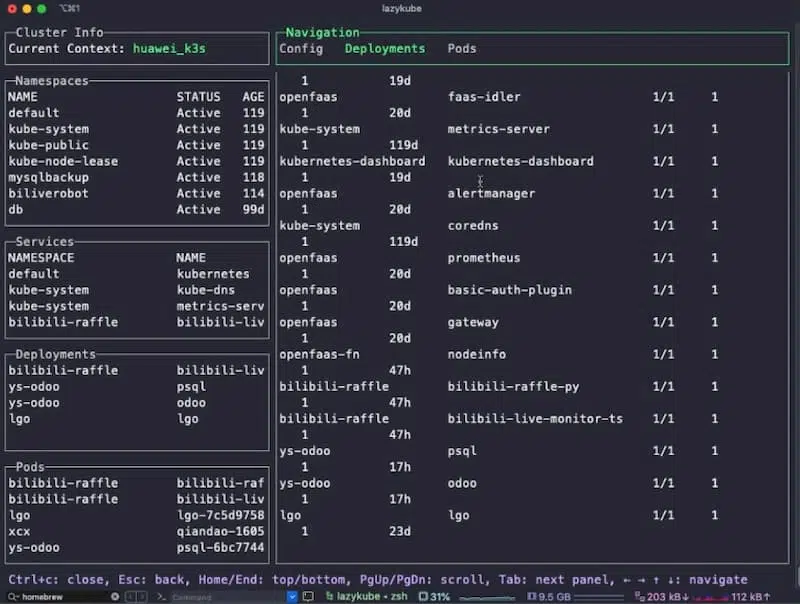 ⌥⌘1
lazykube
Cluster Info
Current Context: huawei_k3s
Namespaces
NAME STATUS AGE
default Active 119
kube-system Active 119
kube-public Active 119
kube-node-lease Active 119
mysqlbackup Active 118
biliverobot Active 114
db Active 99d
Services
NAMESPACE NAME
default kubernetes
kube-system kube-dns
kube-system metrics-serv
bilibili-raffle bilibili-liv
Deployments
bilibili-raffle bilibili-liv
ys-odoo psql
ys-odoo odoo
lgo lgo
Pods
bilibili-raffle bilibili-raf
bilibili-raffle bilibili-liv
lgo lgo-7c5d9758
xcx qiandao-1605
ys-odoo psql-6bc7744
Navigation
Config Deployments Pods
1 19d
openfaas faas-idler 1/1 1
1 20d
kube-system metrics-server 1/1 1
1 119d
kubernetes-dashboard kubernetes-dashboard 1/1 1
1 19d
openfaas alertmanager 1/1 1
1 20d
kube-system coredns 1/1 1
1 119d
openfaas prometheus 1/1 1
1 20d
openfaas basic-auth-plugin 1/1 1
1 20d
openfaas gateway 1/1 1
1 20d
openfaas-fn nodeinfo 1/1 1
1 47h
bilibili-raffle bilibili-raffle-py 1/1 1
1 47h
bilibili-raffle bilibili-live-monitor-ts 1/1 1
1 47h
ys-odoo psql 1/1 1
1 17h
ys-odoo odoo 1/1 1
1 17h
lgo lgo 1/1 1
1 23d
Ctrl+c: close, Esc: back, Home/End: top/bottom, PgUp/PgDn: scroll, Tab: next panel, ← → ↑ ↓: navigate
homebrew Command lazykube • zsh 31% 9.5 GB 203 kB↓ 112 kB↑